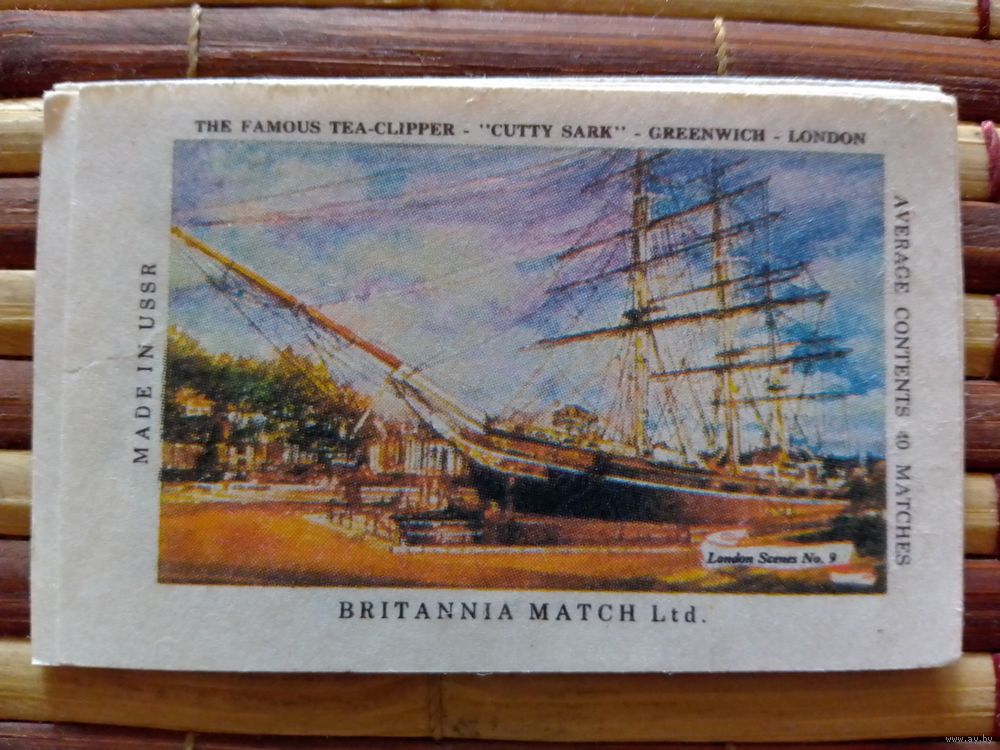 THE FAMOUS TEA-CLIPPER - "CUTTY SARK" - GREENWICH - LONDON
MADE IN USSR
AVERAGE CONTENTS 40 MATCHES
London Scenes No. 9
BRITANNIA MATCH Ltd.
www.ay.by